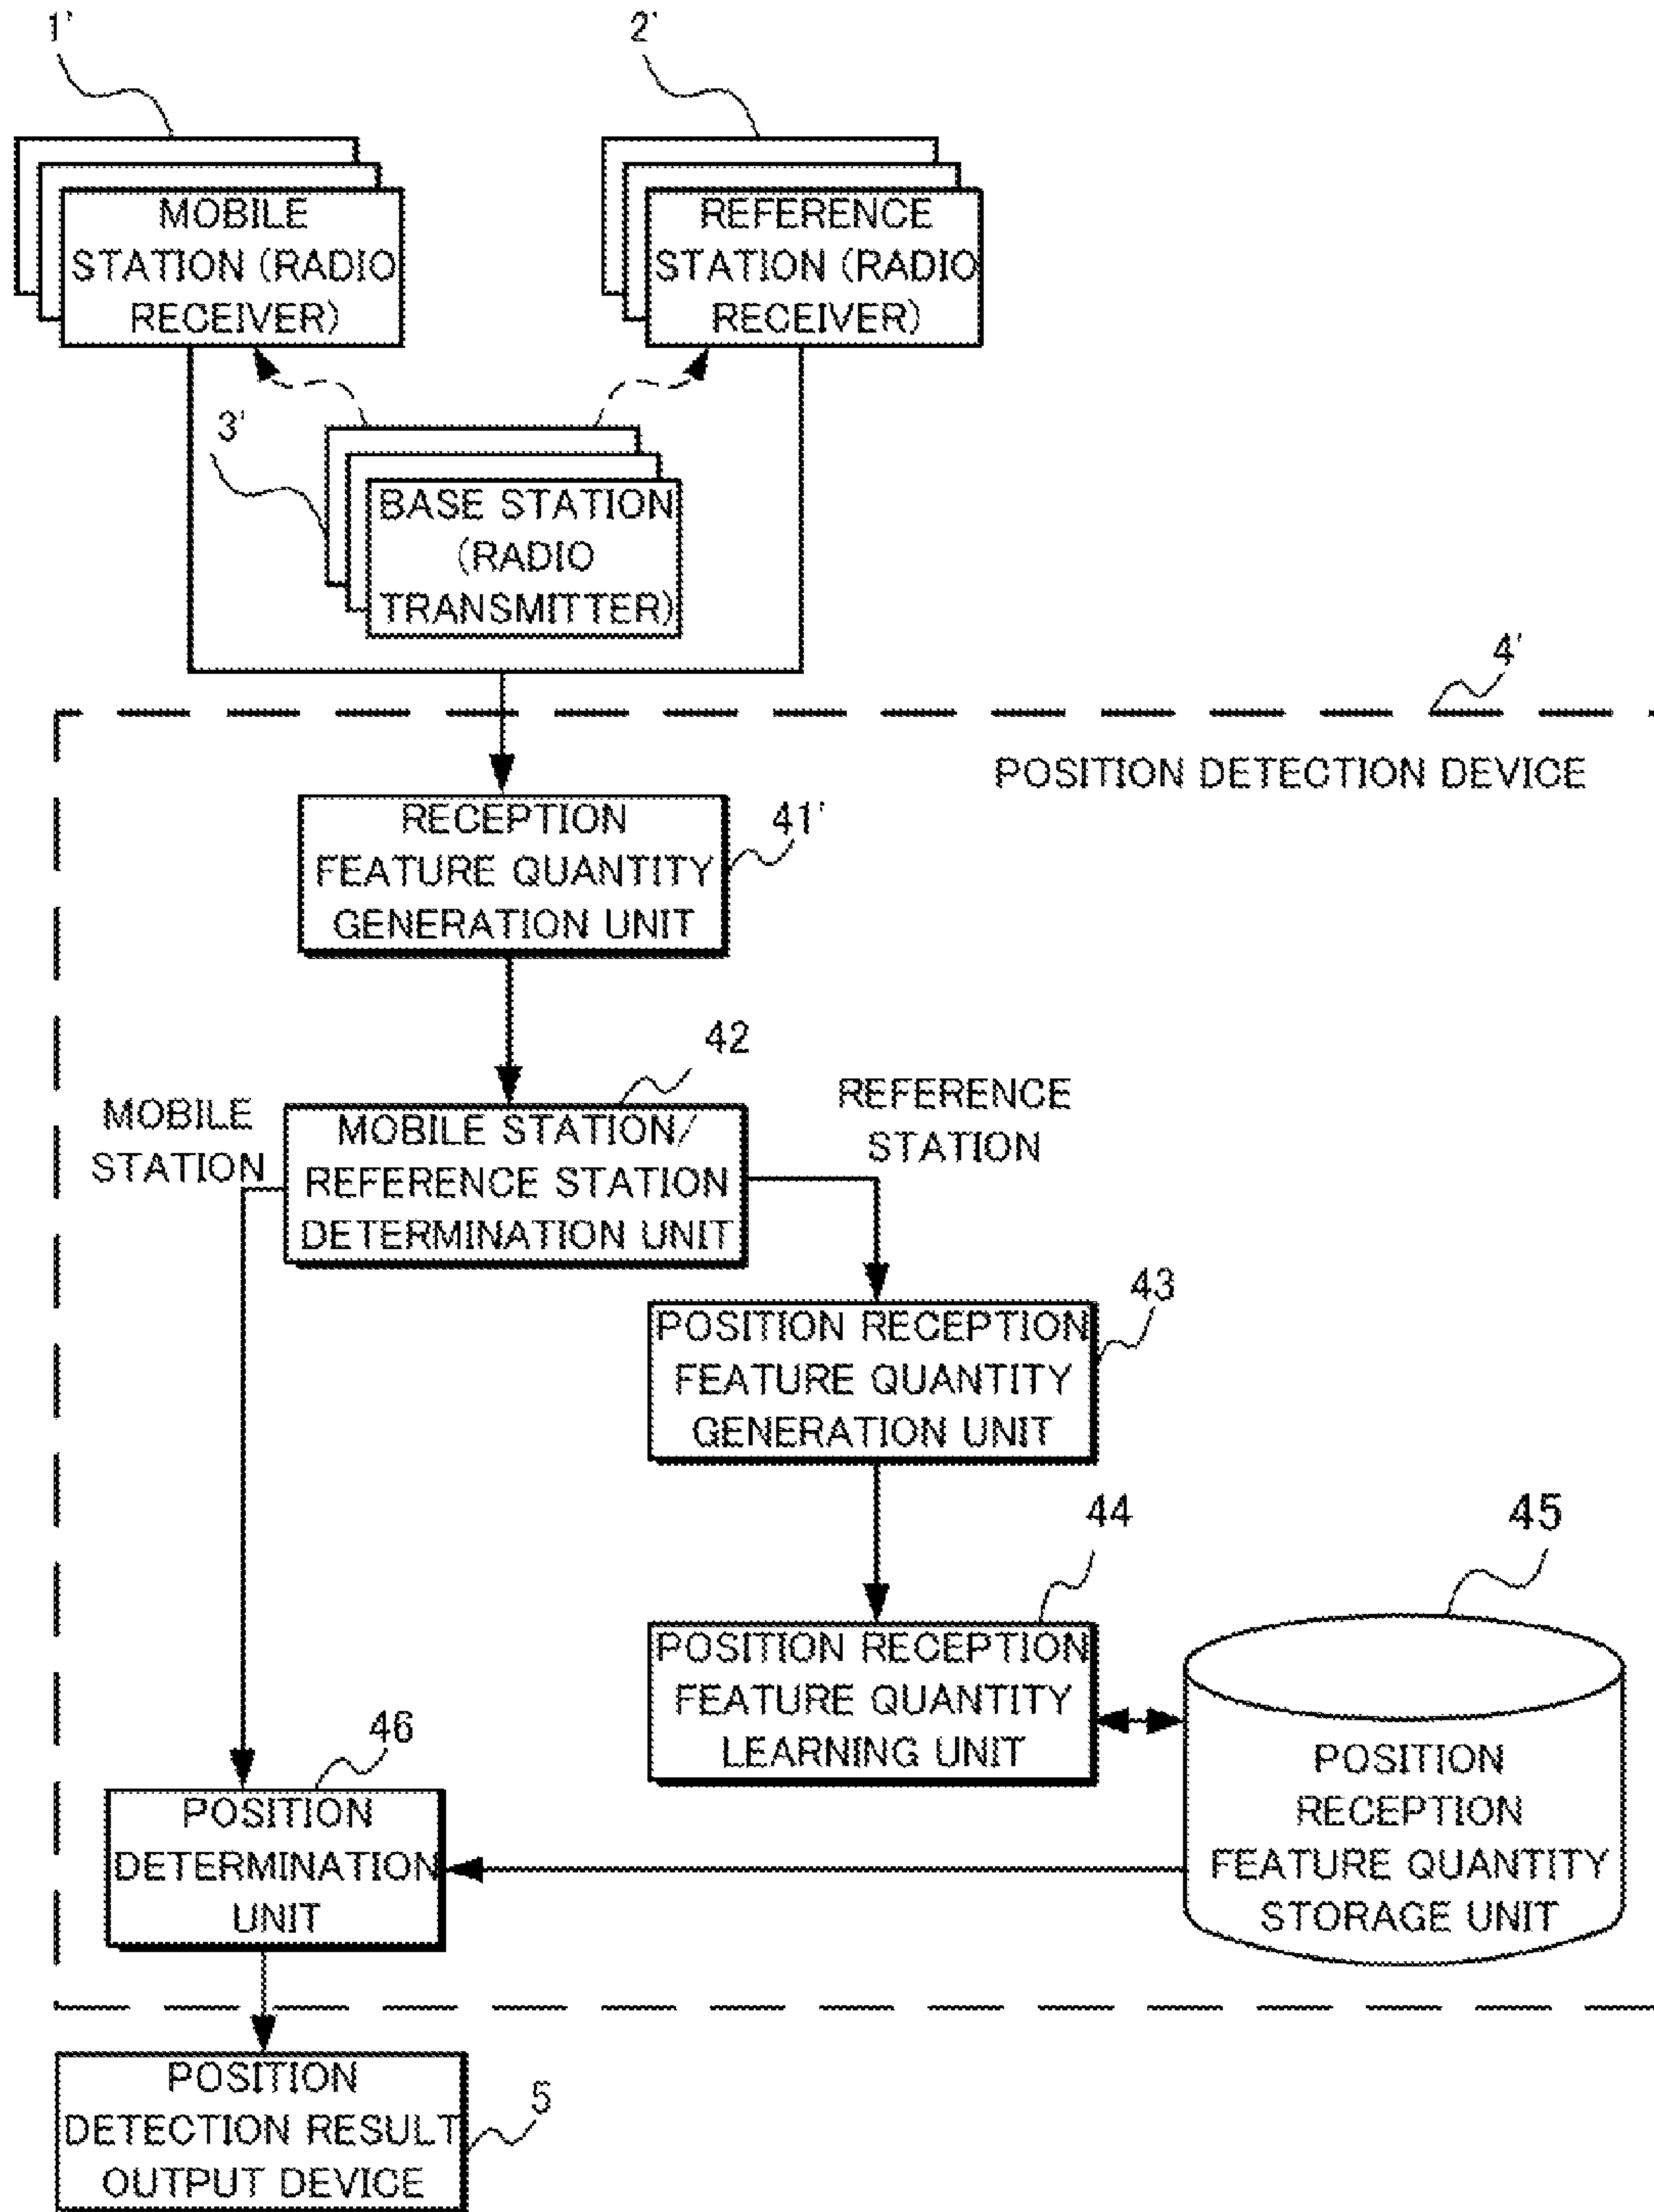 1'
2'
MOBILE
STATION (RADIO
RECEIVER)
REFERENCE
STATION (RADIO
RECEIVER)
3'
BASE STATION
(RADIO
TRANSMITTER)
4'
POSITION DETECTION DEVICE
RECEPTION
FEATURE QUANTITY
GENERATION UNIT
41'
42
MOBILE
STATION
REFERENCE
STATION
MOBILE STATION/
REFERENCE STATION
DETERMINATION UNIT
43
POSITION RECEPTION
FEATURE QUANTITY
GENERATION UNIT
44
45
POSITION RECEPTION
FEATURE QUANTITY
LEARNING UNIT
46
POSITION
RECEPTION
FEATURE QUANTITY
STORAGE UNIT
POSITION
DETERMINATION
UNIT
POSITION
DETECTION RESULT
OUTPUT DEVICE
5